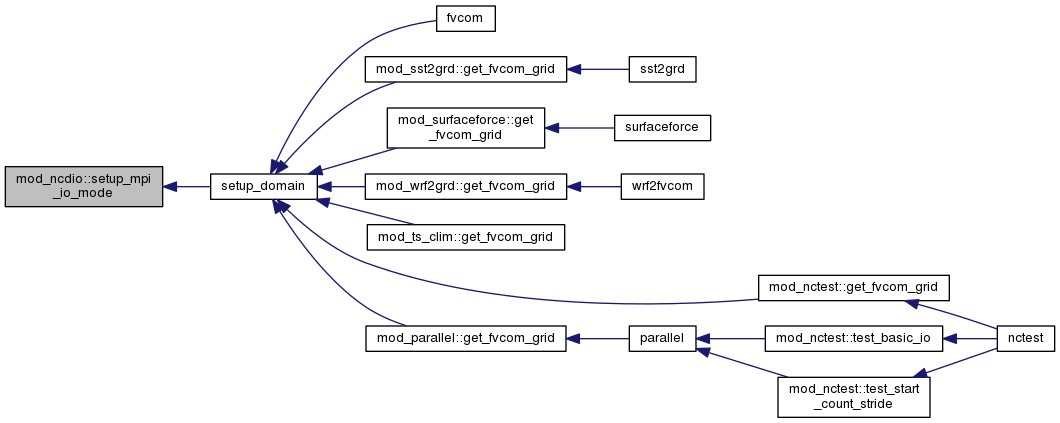 fvcom
mod_sst2grd::get_fvcom_grid
sst2grd
mod_surfaceforce::get
_fvcom_grid
surfaceforce
mod_ncdio::setup_mpi
_io_mode
setup_domain
mod_wrf2grd::get_fvcom_grid
wrf2fvcom
mod_ts_clim::get_fvcom_grid
mod_nctest::get_fvcom_grid
mod_parallel::get_fvcom_grid
parallel
mod_nctest::test_basic_io
nctest
mod_nctest::test_start
_count_stride